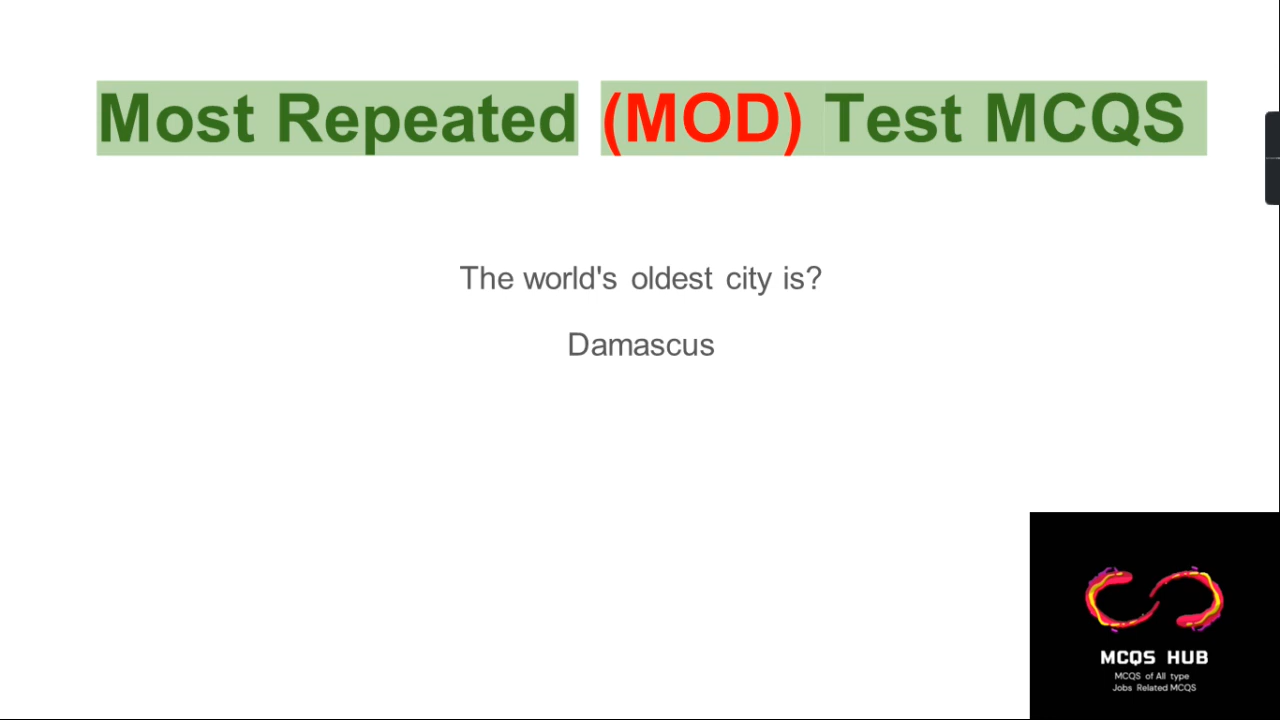 Most Repeated (MOD) Test MCQS
The world's oldest city is?
Damascus
MCQS HUB
MCQS of All type
Jobs Related MCQS